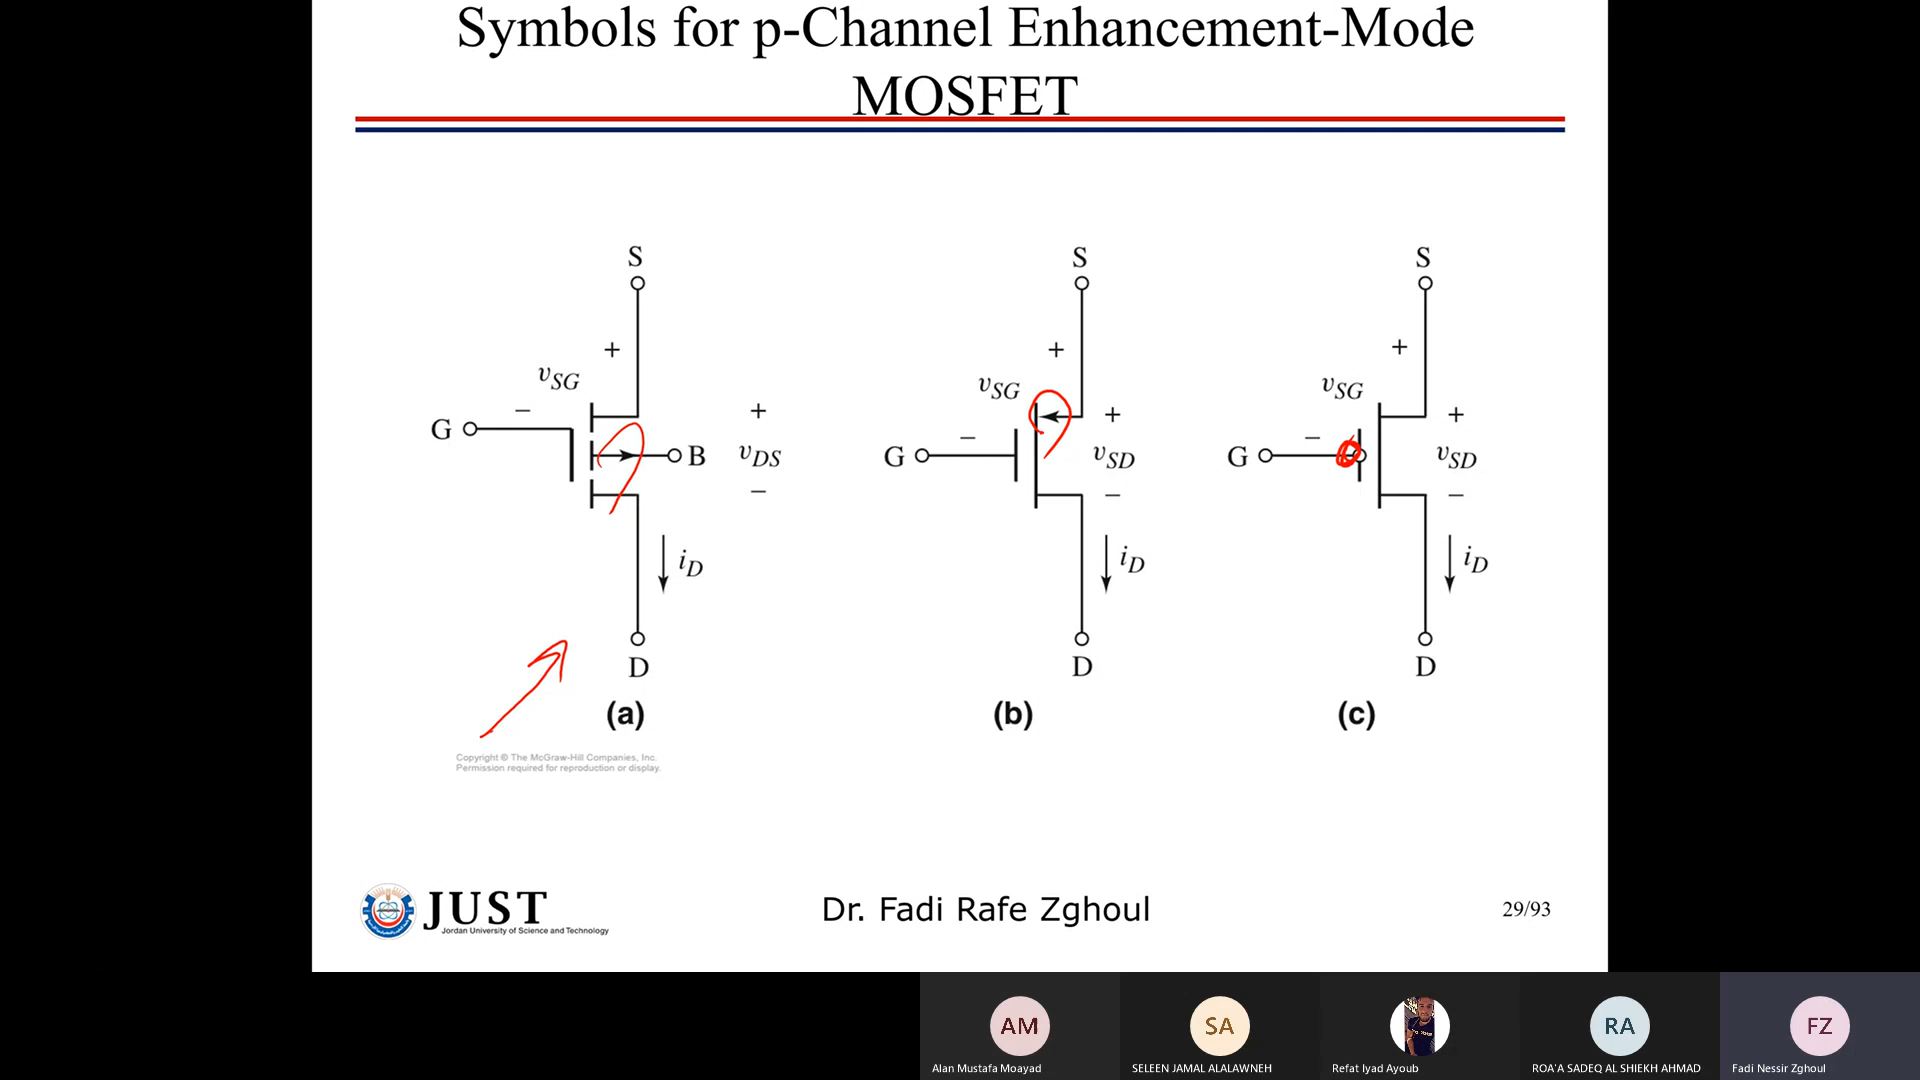 Symbols for p-Channel Enhancement-Mode
MOSFET
S
+
vSG
−
G
B
+
vDS
−
iD
D
(a)
S
+
vSG
−
G
+
vSD
−
iD
D
(b)
S
+
vSG
−
G
+
vSD
−
iD
D
(c)
Copyright © The McGraw-Hill Companies, Inc.
Permission required for reproduction or display.
JUST
Jordan University of Science and Technology
Dr. Fadi Rafe Zghoul
29/93
AM
SA
RA
FZ
Alan Mustafa Moayad
SELEEN JAMAL ALALAWNEH
Refat Iyad Ayoub
ROA'A SADEQ AL SHIEKH AHMAD
Fadi Nessir Zghoul